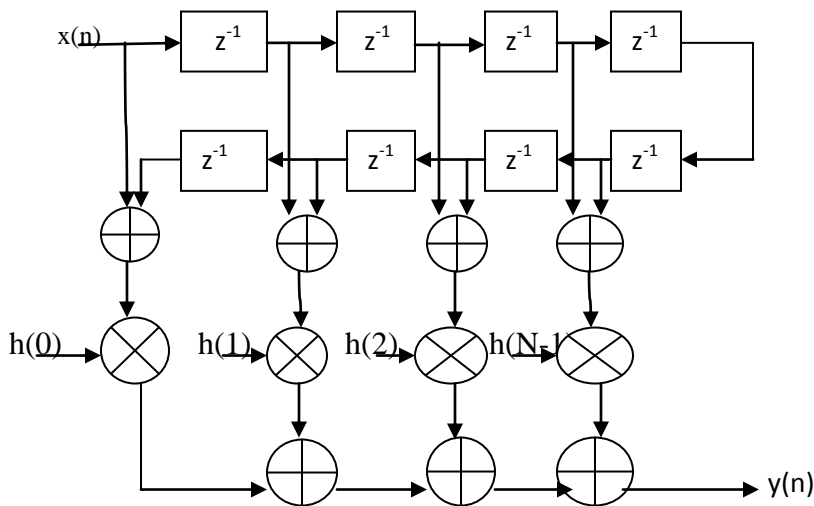 x(n) z⁻¹ z⁻¹ z⁻¹ z⁻¹
z⁻¹ z⁻¹ z⁻¹ z⁻¹
h(0) h(1) h(2) h(N-1)
y(n)